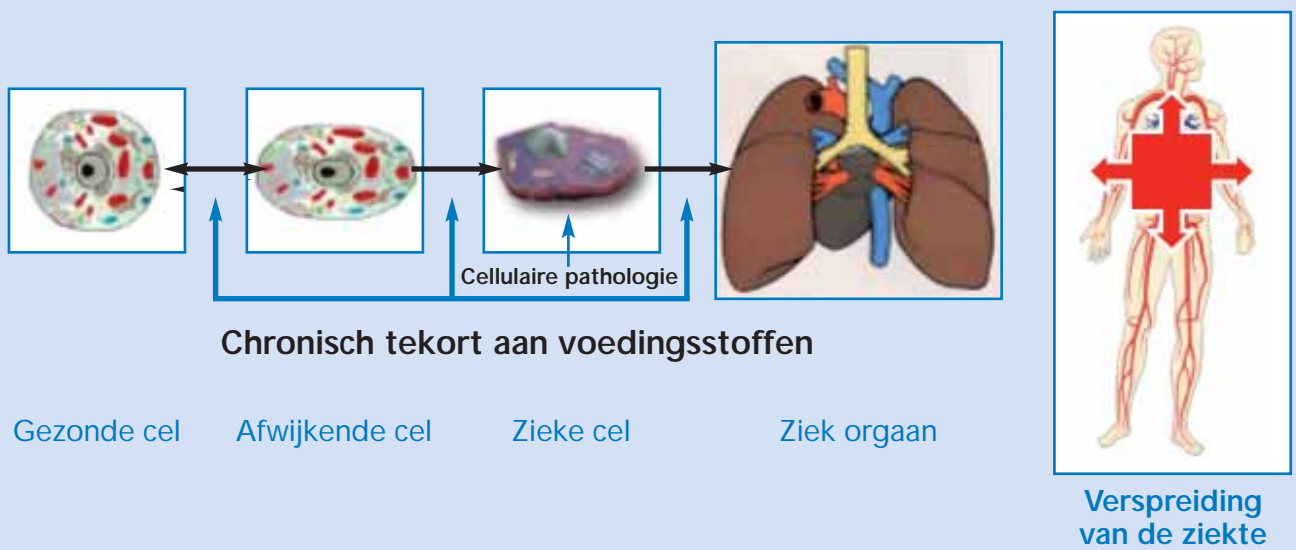 Cellulaire pathologie
Chronisch tekort aan voedingsstoffen
Gezonde cel
Afwijkende cel
Zieke cel
Ziek orgaan
Verspreiding
van de ziekte